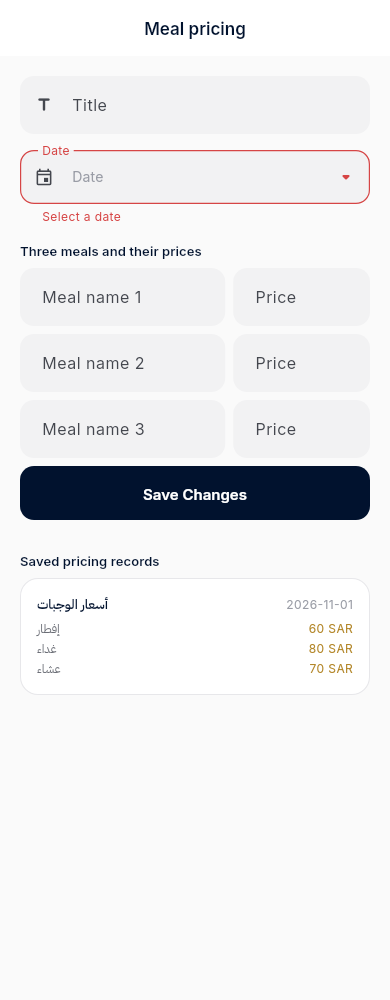 Meal pricing
Title
Date
Date
Select a date
Three meals and their prices
Meal name 1 Price
Meal name 2 Price
Meal name 3 Price
Save Changes
Saved pricing records
أسعار الوجبات 2026-11-01
إفطار 60 SAR
غداء 80 SAR
عشاء 70 SAR